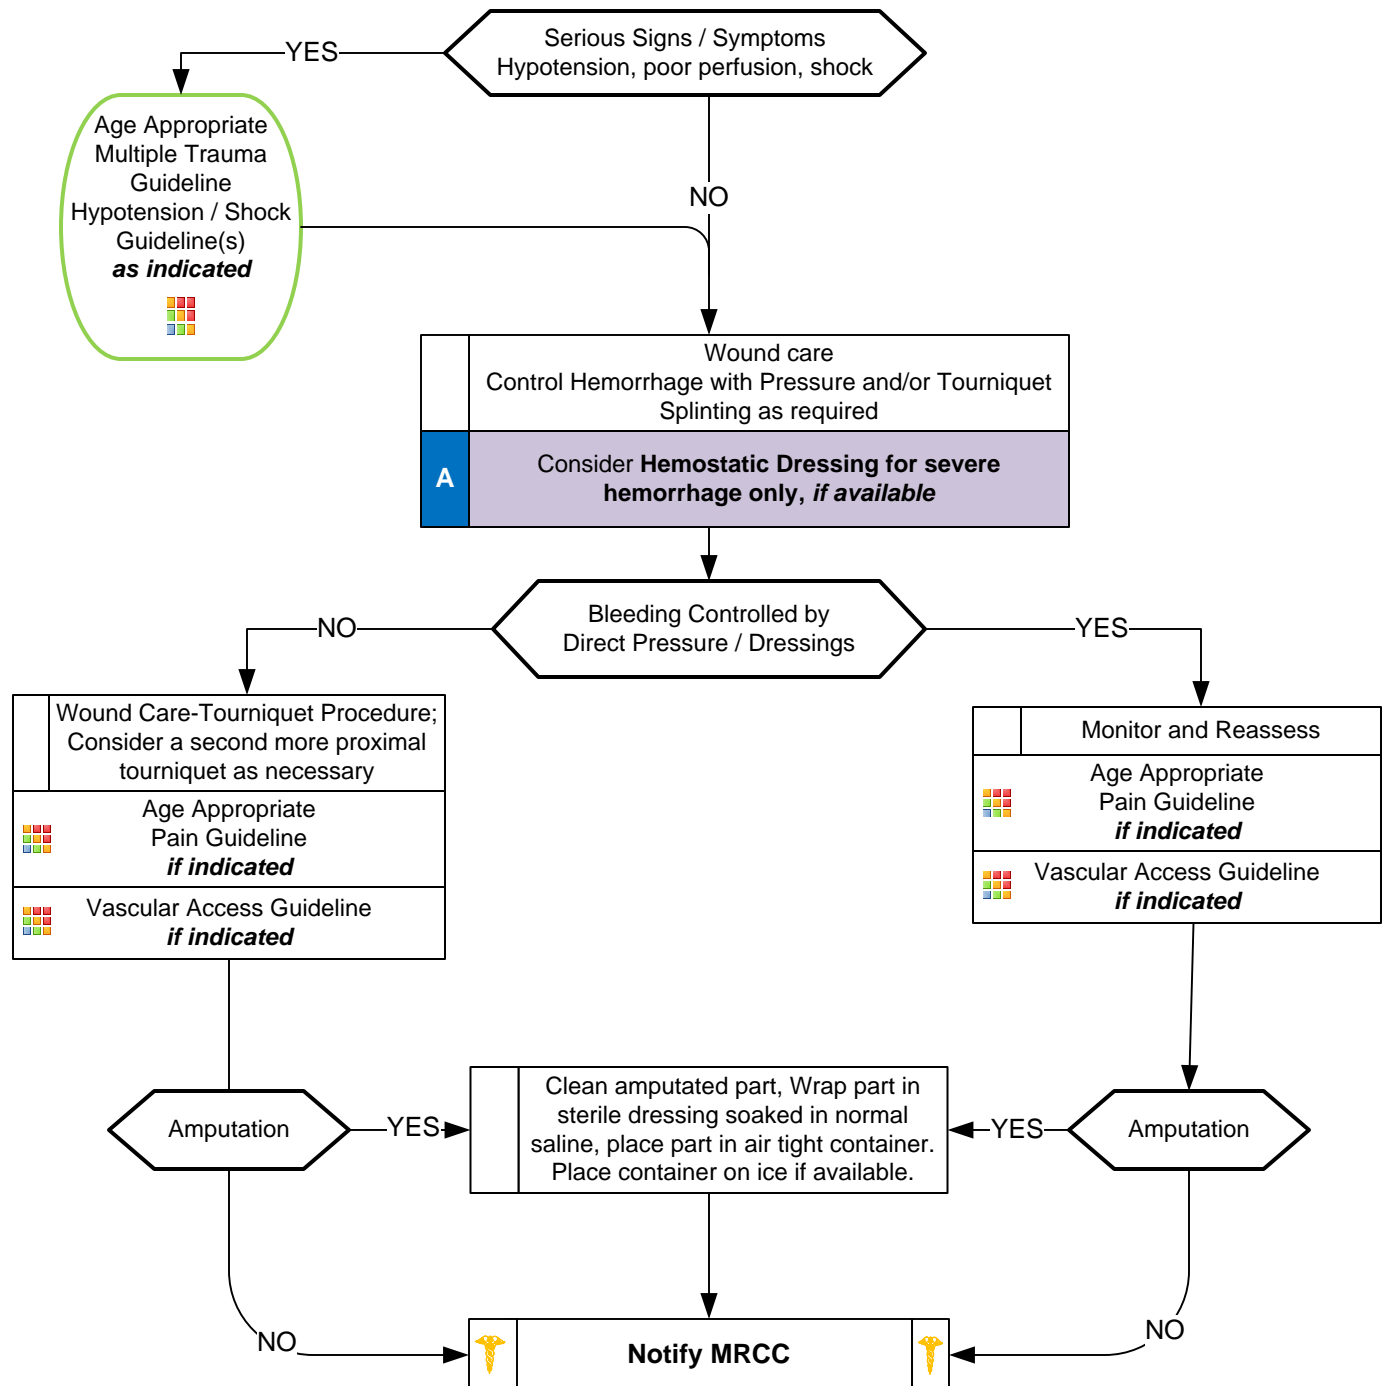 Serious Signs / Symptoms
Hypotension, poor perfusion, shock
YES
NO
Age Appropriate
Multiple Trauma
Guideline
Hypotension / Shock
Guideline(s)
as indicated
Wound care
Control Hemorrhage with Pressure and/or Tourniquet
Splinting as required
A
Consider Hemostatic Dressing for severe
hemorrhage only, if available
Bleeding Controlled by
Direct Pressure / Dressings
NO
YES
Wound Care-Tourniquet Procedure;
Consider a second more proximal
tourniquet as necessary
Age Appropriate
Pain Guideline
if indicated
Vascular Access Guideline
if indicated
Monitor and Reassess
Age Appropriate
Pain Guideline
if indicated
Vascular Access Guideline
if indicated
Amputation
YES
Clean amputated part, Wrap part in
sterile dressing soaked in normal
saline, place part in air tight container.
Place container on ice if available.
YES
Amputation
NO
NO
Notify MRCC